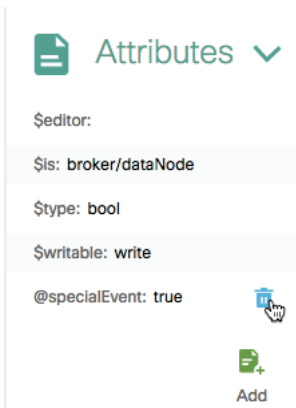 Attributes
$editor:
$is: broker/dataNode
$type: bool
$writable: write
@specialEvent: true
Add